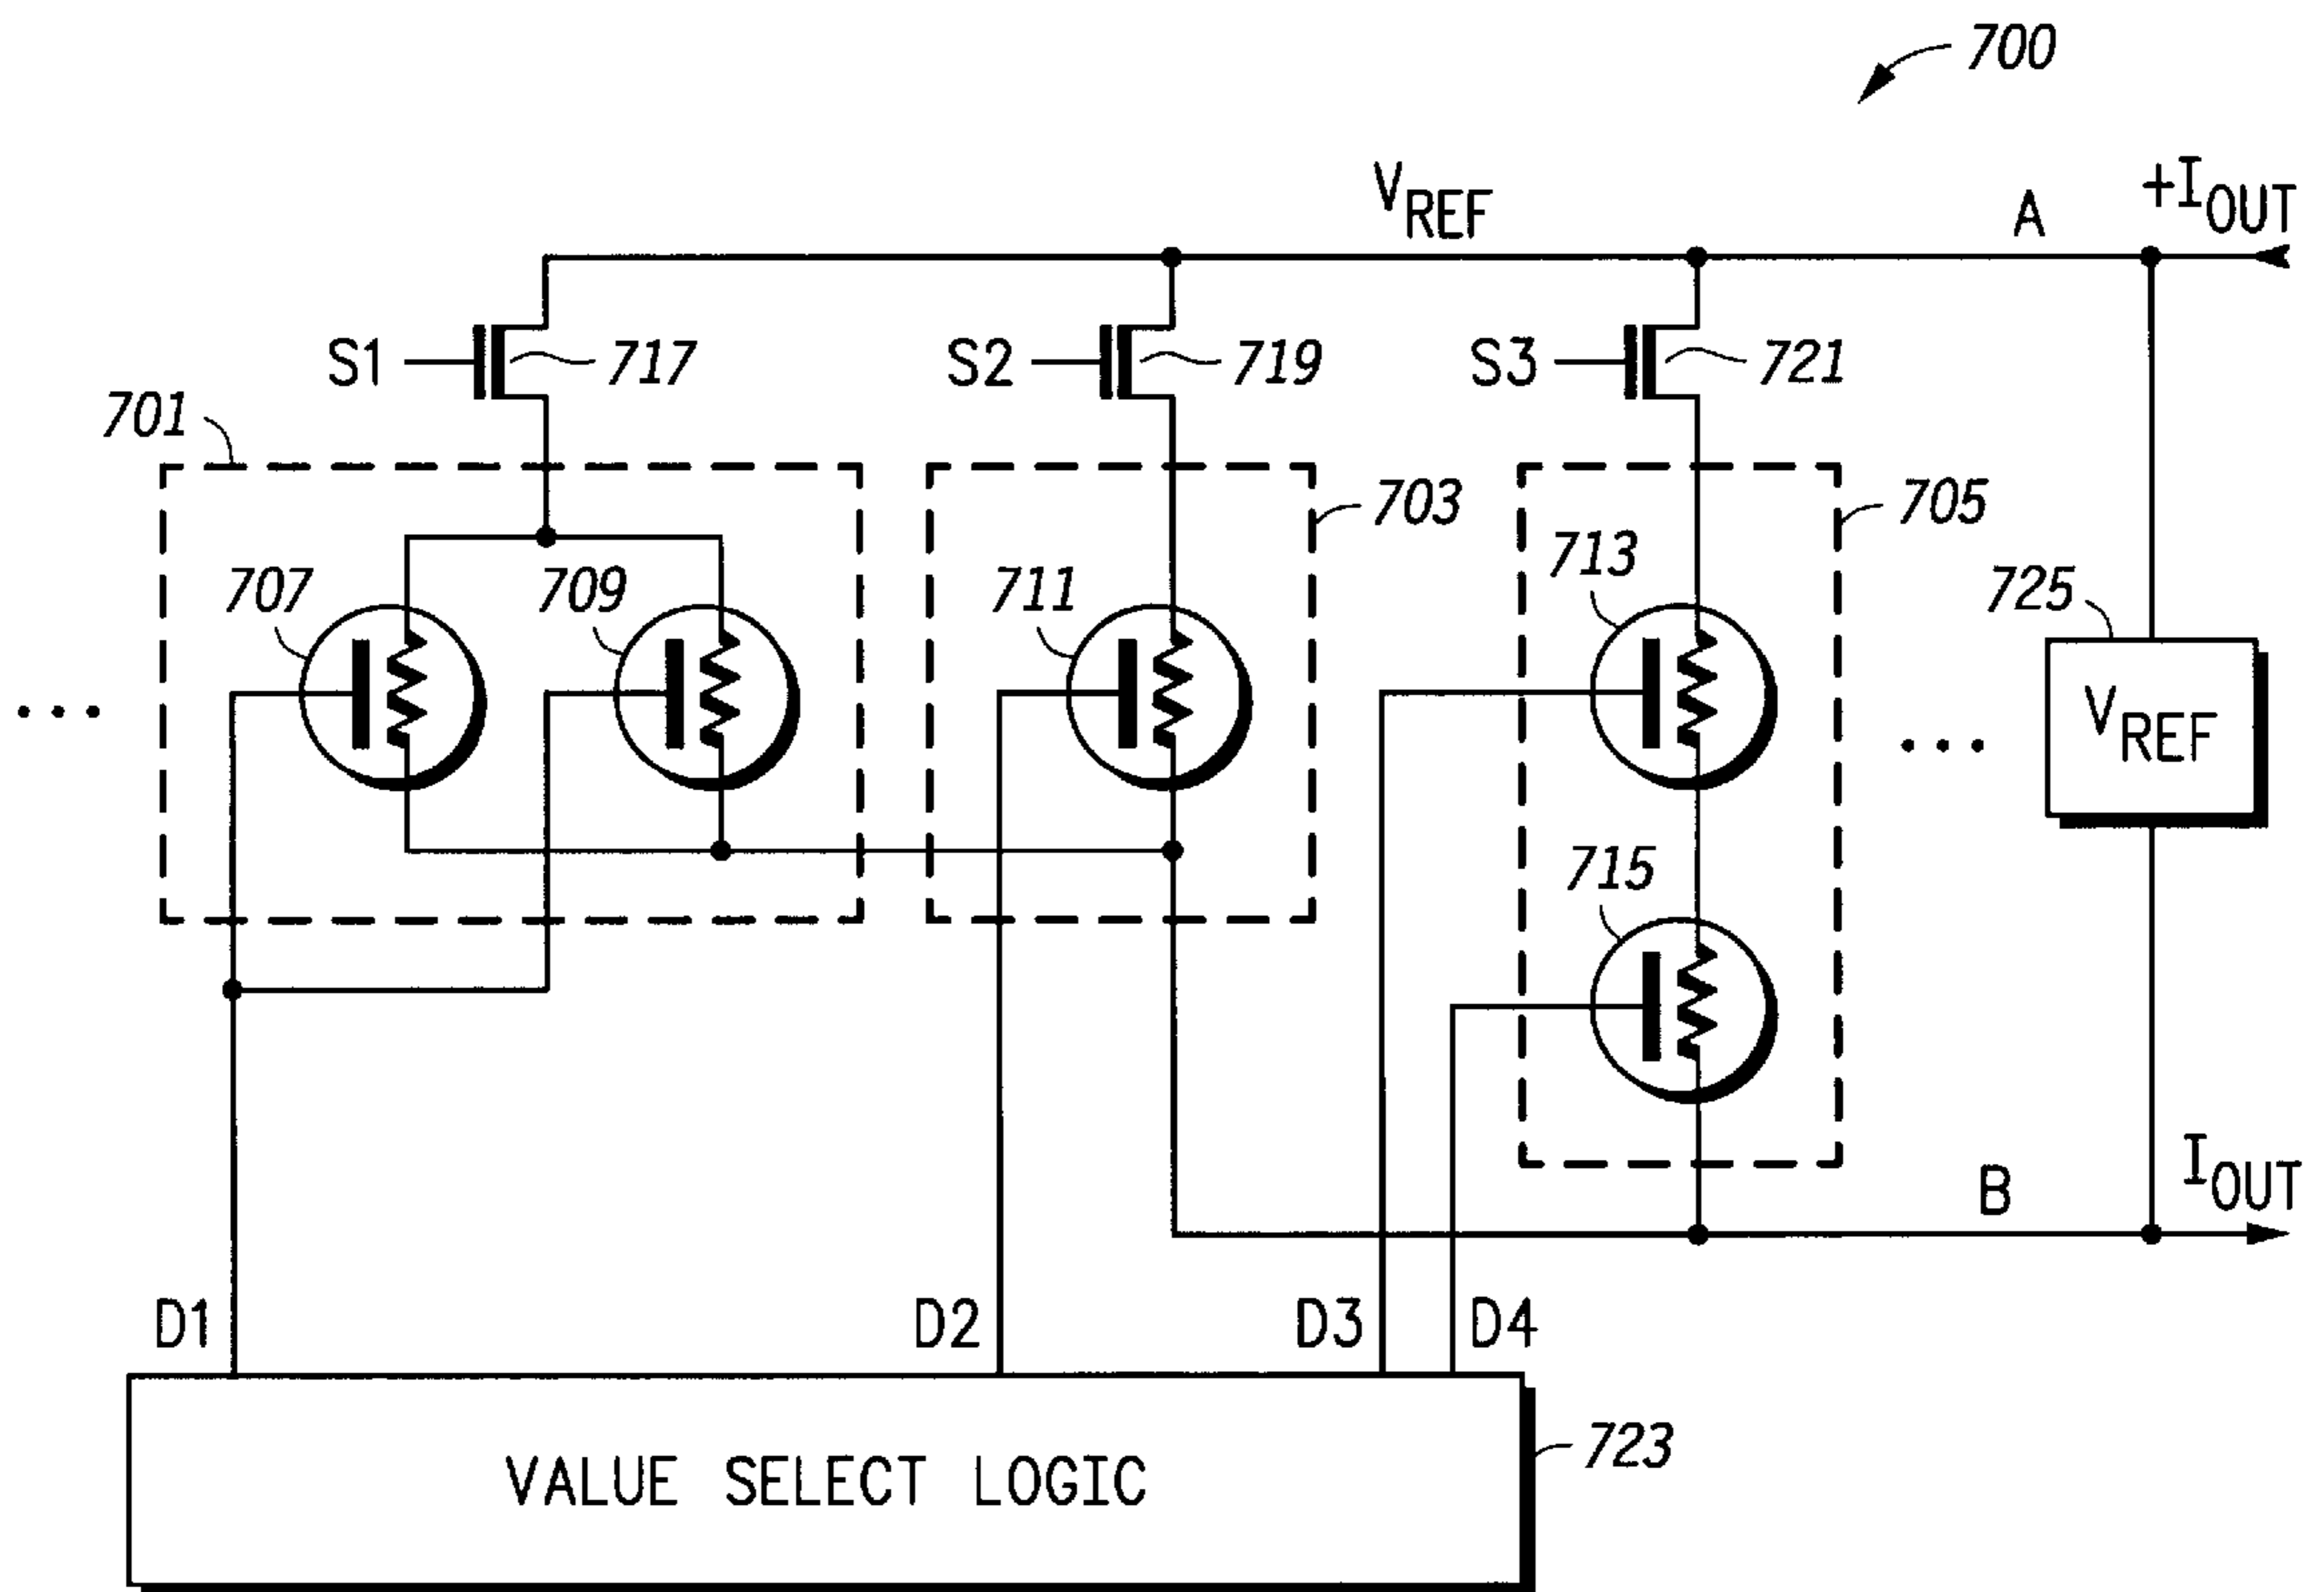 700
VREF
A
+IOUT
S1
717
S2
719
S3
721
701
703
705
707
709
711
713
725
VREF
715
B
IOUT
D1
D2
D3
D4
VALUE SELECT LOGIC
723